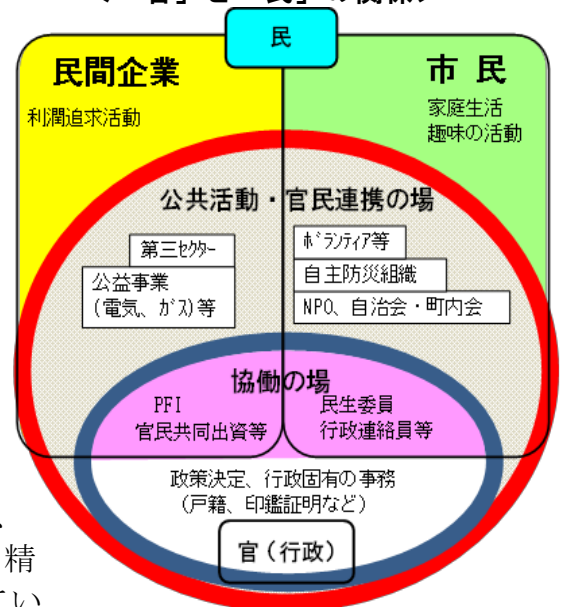 民
民間企業
利潤追求活動
市 民
家庭生活
趣味の活動
公共活動・官民連携の場
第三セクター
公益事業
(電気、ガス)等
ボランティア等
自主防災組織
NPO、自治会・町内会
協働の場
PFI
官民共同出資等
民生委員
行政連絡員等
政策決定、行政固有の事務
(戸籍、印鑑証明など)
官(行政)
精